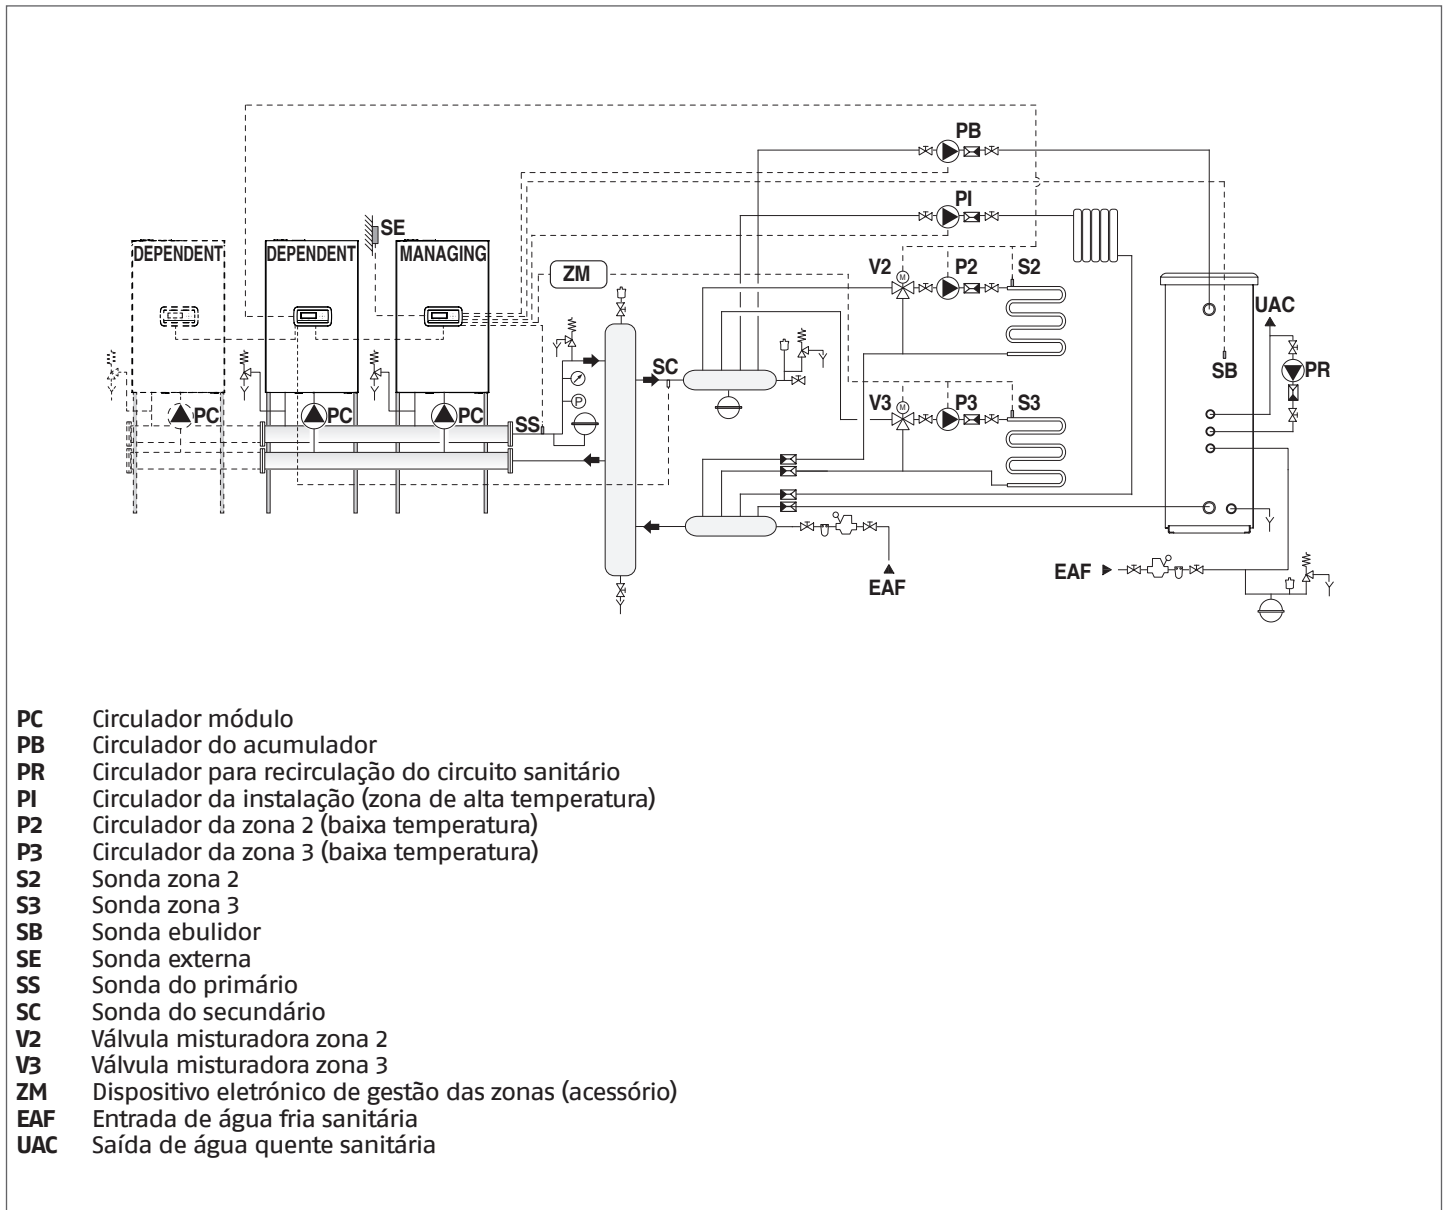 PB
PI
SE
DEPENDENT
DEPENDENT
MANAGING
ZM
V2
P2
S2
UAC
SC
SB
PR
V3
P3
S3
PC
PC
PC
SS
P
M
M
EAF
EAF
PC Circulador módulo
PB Circulador do acumulador
PR Circulador para recirculação do circuito sanitário
PI Circulador da instalação (zona de alta temperatura)
P2 Circulador da zona 2 (baixa temperatura)
P3 Circulador da zona 3 (baixa temperatura)
S2 Sonda zona 2
S3 Sonda zona 3
SB Sonda ebulidor
SE Sonda externa
SS Sonda do primário
SC Sonda do secundário
V2 Válvula misturadora zona 2
V3 Válvula misturadora zona 3
ZM Dispositivo eletrónico de gestão das zonas (acessório)
EAF Entrada de água fria sanitária
UAC Saída de água quente sanitária